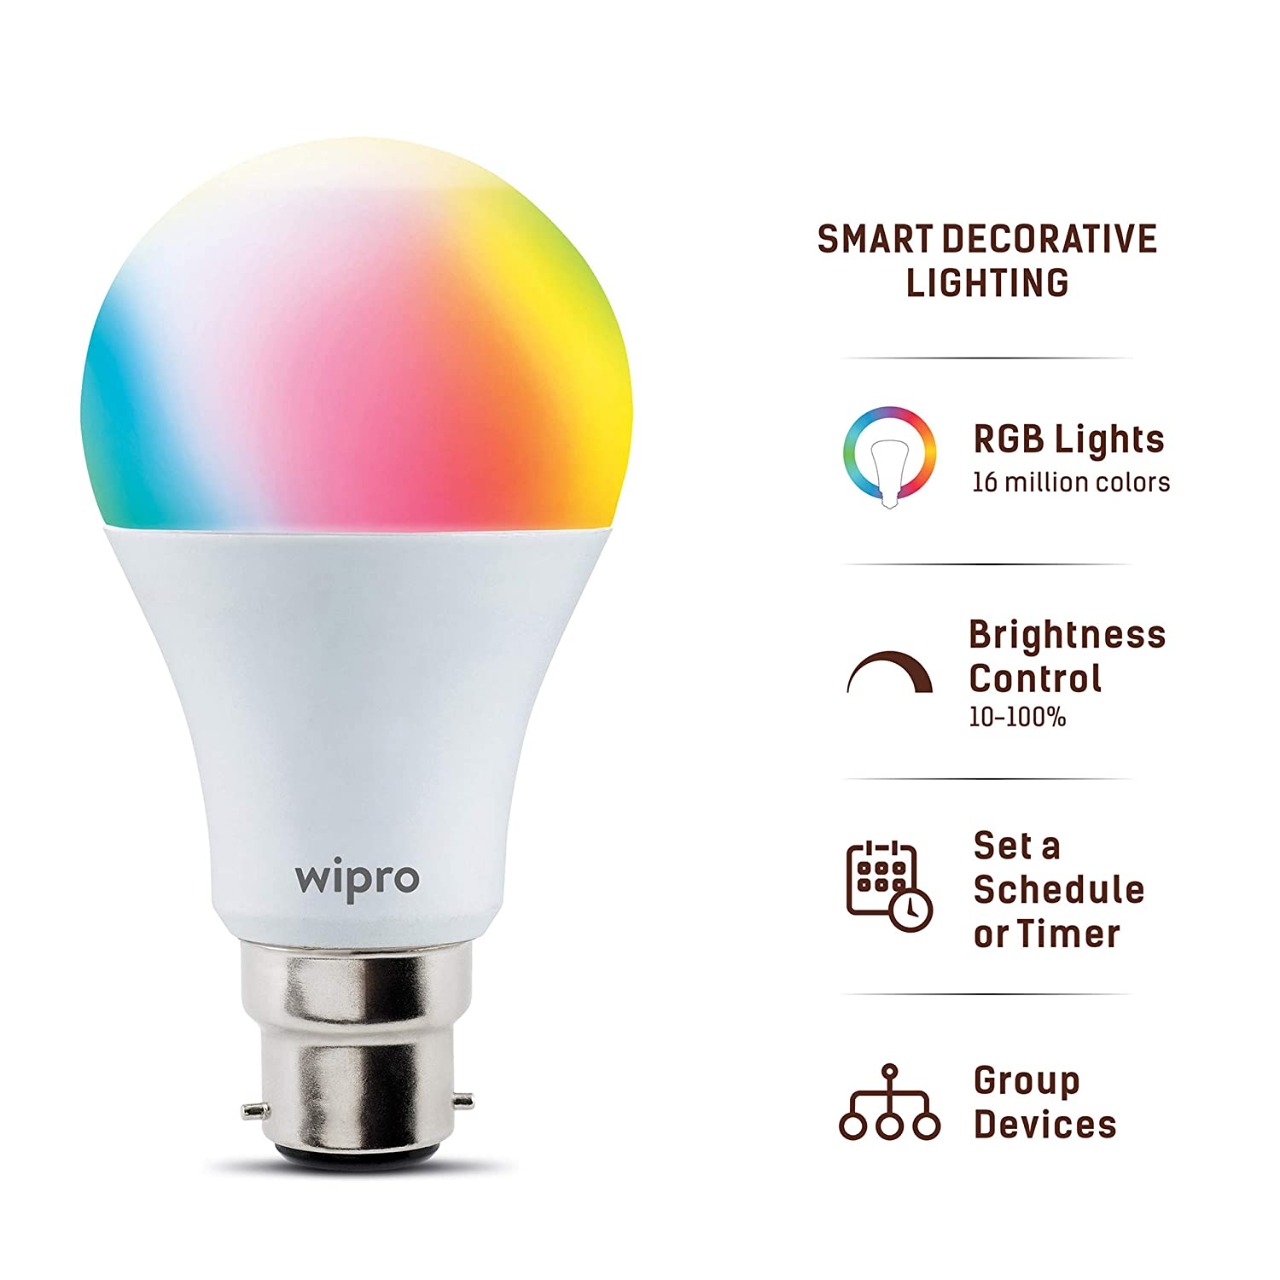 wipro
SMART DECORATIVE
LIGHTING
RGB Lights
16 million colors
Brightness
Control
10-100%
Set a
Schedule
or Timer
Group
Devices